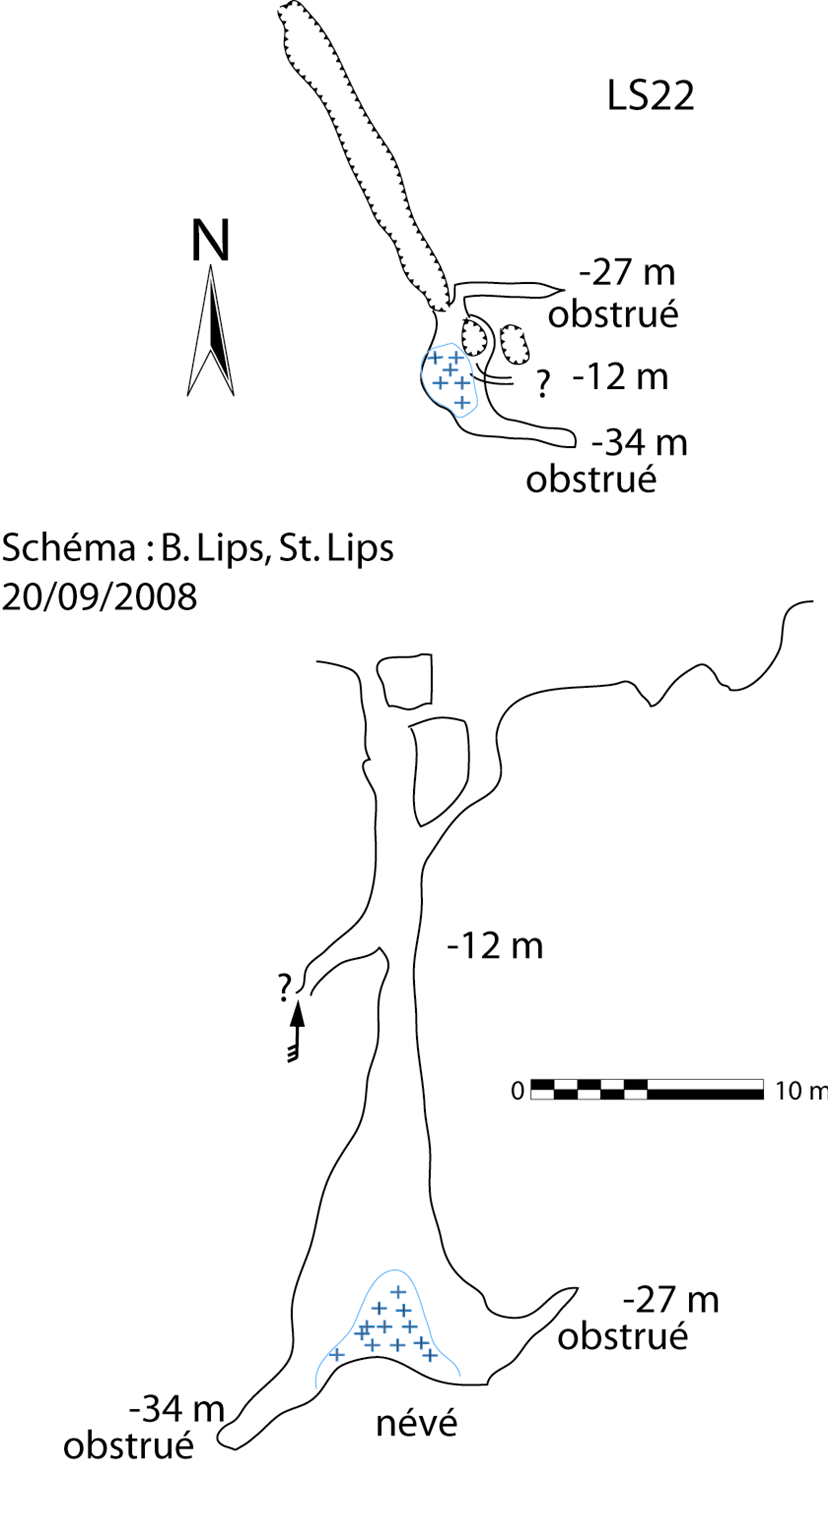 LS22
N
-27 m
obstrué
? -12 m
-34 m
obstrué
Schéma : B. Lips, St. Lips
20/09/2008
-12 m
?
0 10 m
-27 m
obstrué
-34 m
obstrué
névé